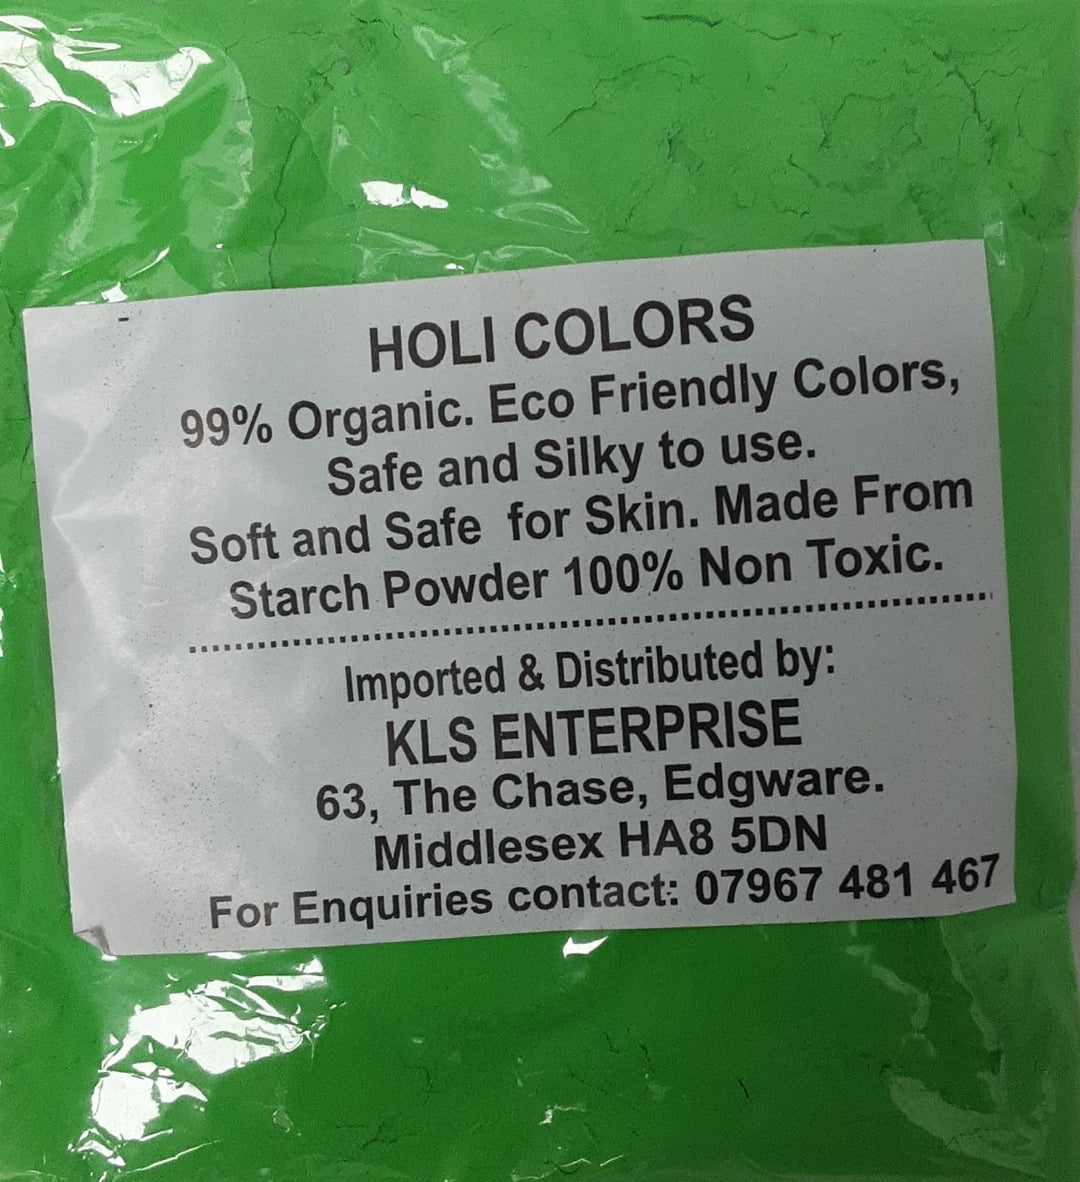 HOLI COLORS
99% Organic. Eco Friendly Colors,
Safe and Silky to use.
Soft and Safe for Skin. Made From
Starch Powder 100% Non Toxic.
Imported & Distributed by:
KLS ENTERPRISE
63, The Chase, Edgware.
Middlesex HA8 5DN
For Enquiries contact: 07967 481 467